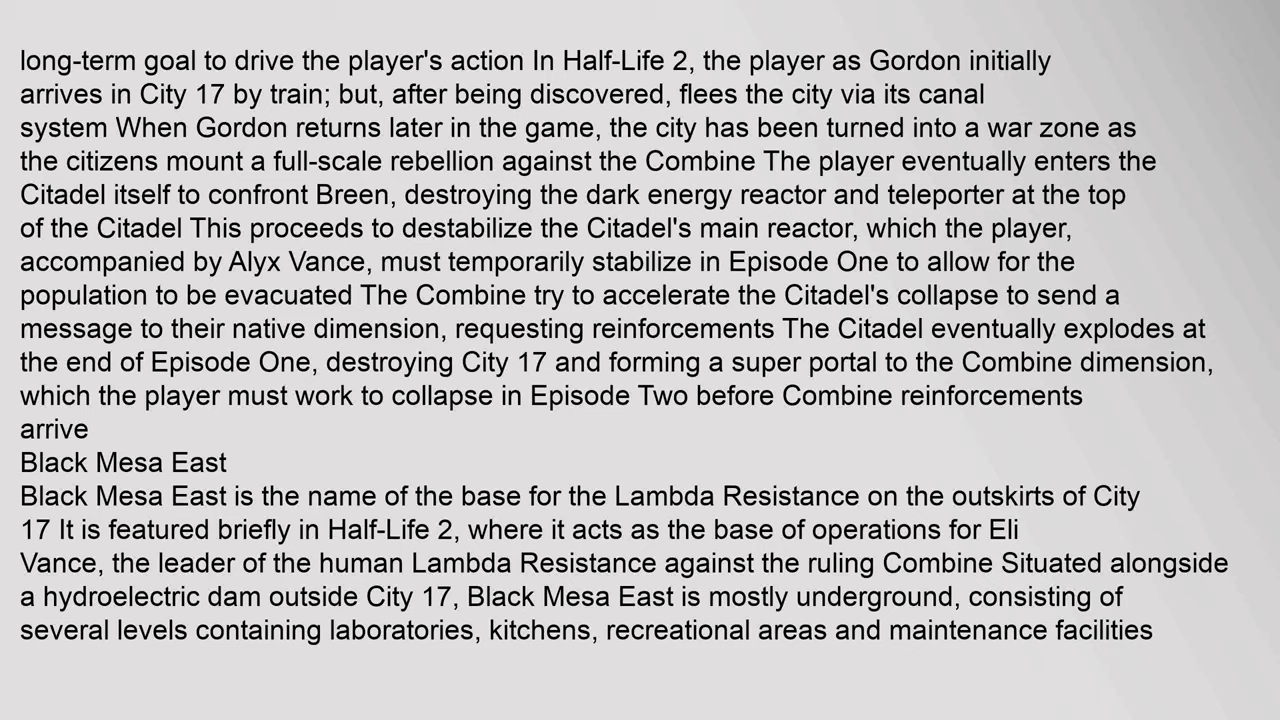 long-term goal to drive the player's action In Half-Life 2, the player as Gordon initially
arrives in City 17 by train; but, after being discovered, flees the city via its canal
system When Gordon returns later in the game, the city has been turned into a war zone as
the citizens mount a full-scale rebellion against the Combine The player eventually enters the
Citadel itself to confront Breen, destroying the dark energy reactor and teleporter at the top
of the Citadel This proceeds to destabilize the Citadel's main reactor, which the player,
accompanied by Alyx Vance, must temporarily stabilize in Episode One to allow for the
population to be evacuated The Combine try to accelerate the Citadel's collapse to send a
message to their native dimension, requesting reinforcements The Citadel eventually explodes at
the end of Episode One, destroying City 17 and forming a super portal to the Combine dimension,
which the player must work to collapse in Episode Two before Combine reinforcements
arrive
Black Mesa East
Black Mesa East is the name of the base for the Lambda Resistance on the outskirts of City
17 It is featured briefly in Half-Life 2, where it acts as the base of operations for Eli
Vance, the leader of the human Lambda Resistance against the ruling Combine Situated alongside
a hydroelectric dam outside City 17, Black Mesa East is mostly underground, consisting of
several levels containing laboratories, kitchens, recreational areas and maintenance facilities